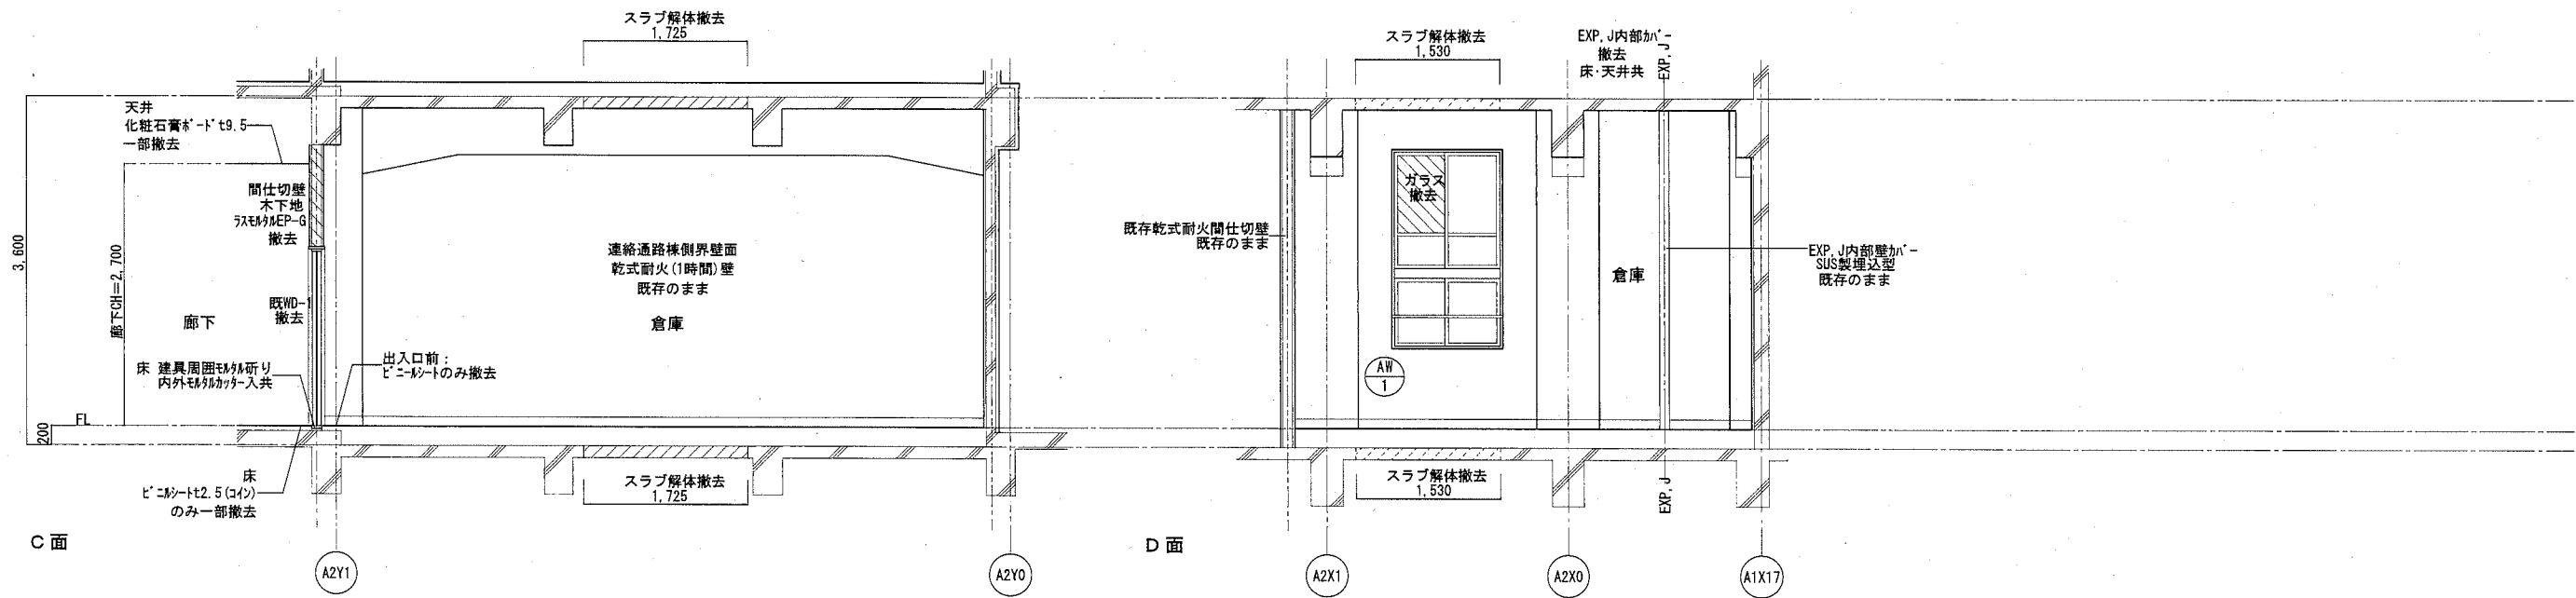 スラブ解体撤去
1,725
天井
化粧石膏ボードt9.5
一部撤去
間仕切壁
木下地
ラスモルタルEP-G
撤去
3,600
廊下CH=2,700
既WD-1
撤去
廊下
連絡通路棟側界壁面
乾式耐火(1時間)壁
既存のまま
倉庫
床 建具周囲モルタル斫り
内外モルタルカッター入共
出入口前:
ビニールシートのみ撤去
FL
200
床
ビニルシートt2.5(コイン)
のみ一部撤去
スラブ解体撤去
1,725
C面
A2Y1
A2Y0
スラブ解体撤去
1,530
EXP,J内部カバー
撤去
床・天井共
EXP,J
ガラス
撤去
既存乾式耐火間仕切壁
既存のまま
倉庫
EXP,J内部壁カバー
SUS製埋込型
既存のまま
AW
1
スラブ解体撤去
1,530
EXP,J
D面
A2X1
A2X0
A1X17